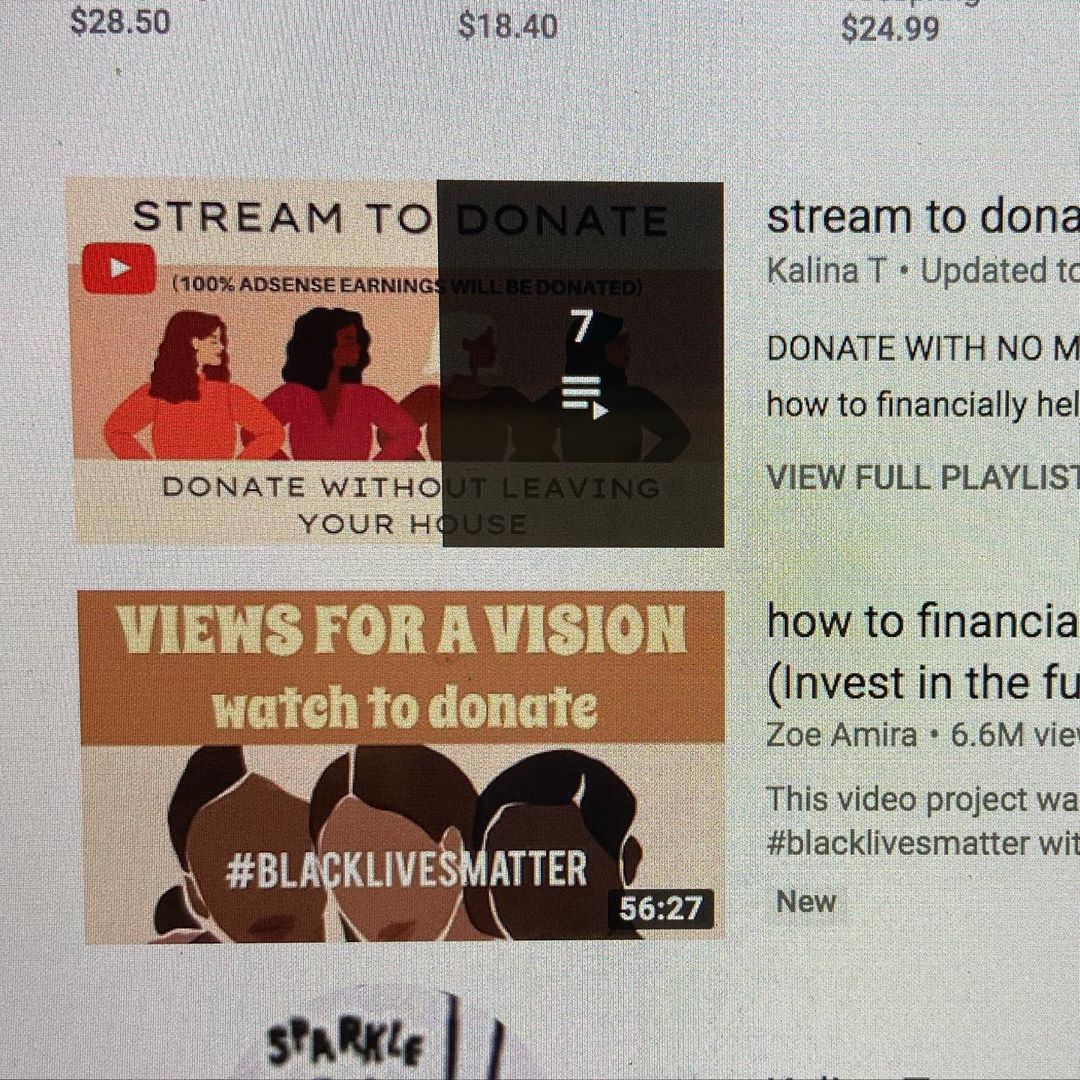 $28.50
$18.40
$24.99
STREAM TO DONATE
(100% ADSENSE EARNINGS WILL BE DONATED)
7
DONATE WITHOUT LEAVING
YOUR HOUSE
stream to dona
Kalina T • Updated to
DONATE WITH NO M
how to financially hel
VIEW FULL PLAYLIST
VIEWS FOR A VISION
watch to donate
#BLACKLIVESMATTER
56:27
how to financia
(Invest in the fu
Zoe Amira • 6.6M vie
This video project wa
#blacklivesmatter wit
New
SPARKLE